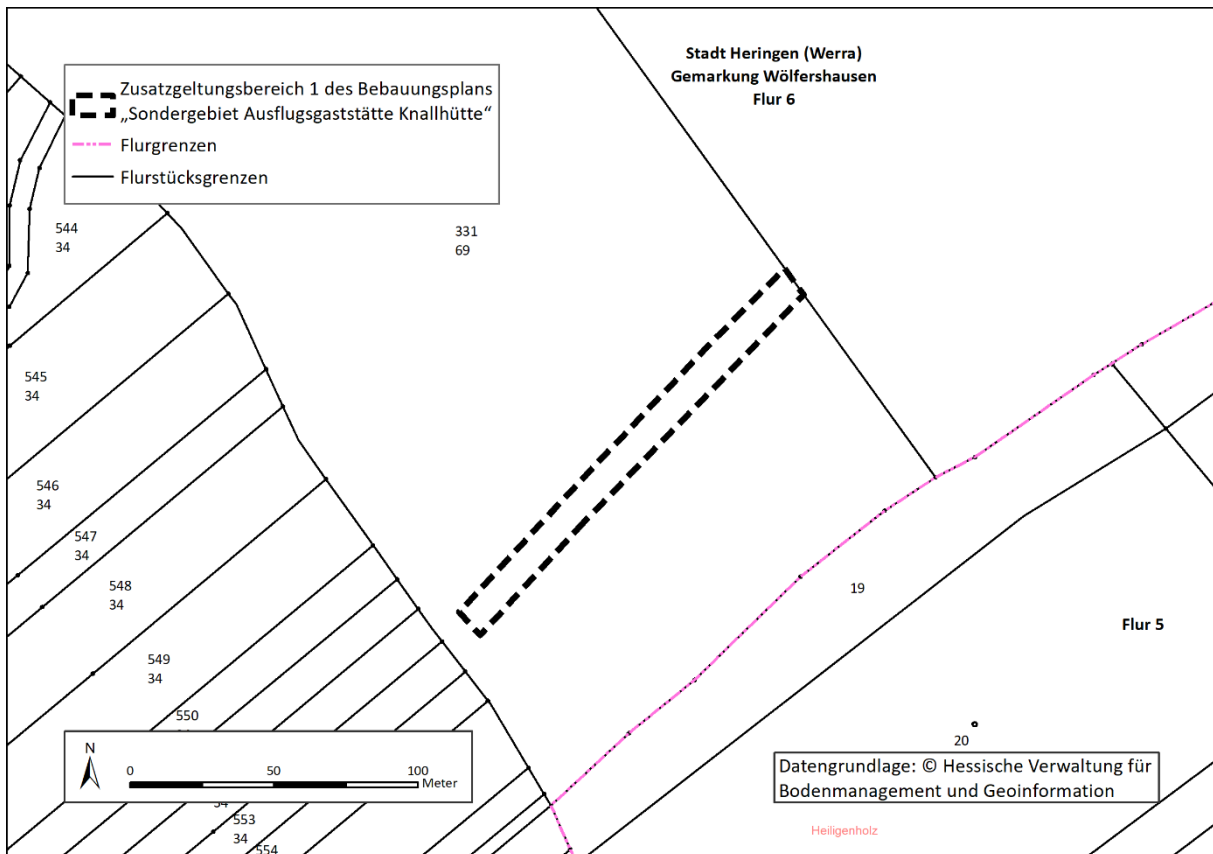 Stadt Heringen (Werra)
Gemarkung Wölfershausen
Flur 6
Zusatzgeltungsbereich 1 des Bebauungsplans
„Sondergebiet Ausflugsgaststätte Knallhütte“
Flurgrenzen
Flurstücksgrenzen
544
34
331
69
545
34
546
34
547
34
548
34
549
34
550
19
Flur 5
20
N
0 50 100
Meter
Datengrundlage: © Hessische Verwaltung für
Bodenmanagement und Geoinformation
553
34
554
Heiligenholz